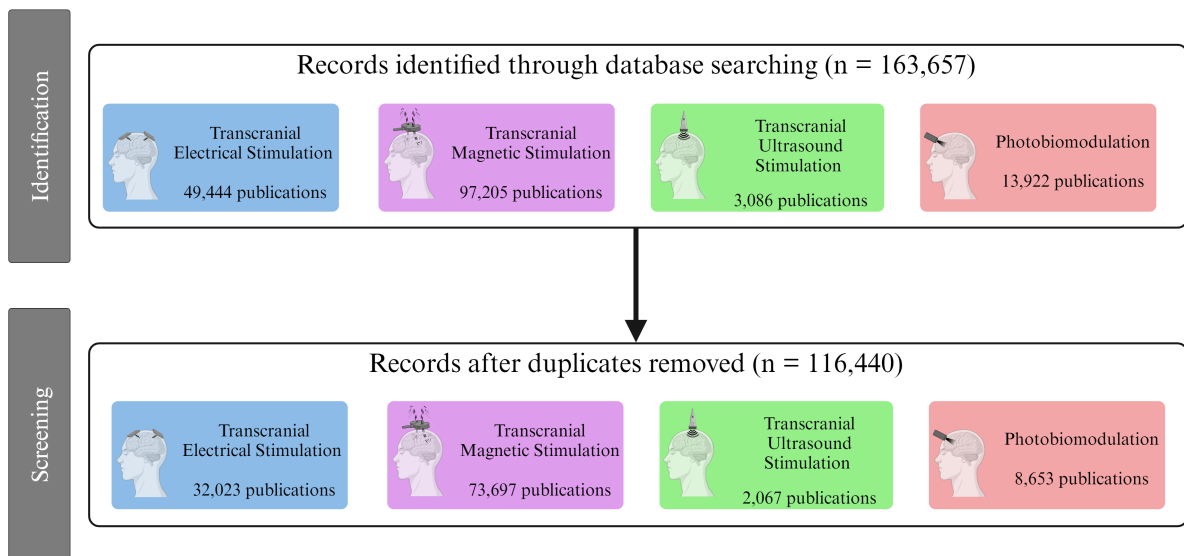 Identification
Records identified through database searching (n = 163,657)
Transcranial
Electrical Stimulation
49,444 publications
Transcranial
Magnetic Stimulation
97,205 publications
Transcranial
Ultrasound
Stimulation
3,086 publications
Photobiomodulation
13,922 publications
Screening
Records after duplicates removed (n = 116,440)
Transcranial
Electrical Stimulation
32,023 publications
Transcranial
Magnetic Stimulation
73,697 publications
Transcranial
Ultrasound
Stimulation
2,067 publications
Photobiomodulation
8,653 publications